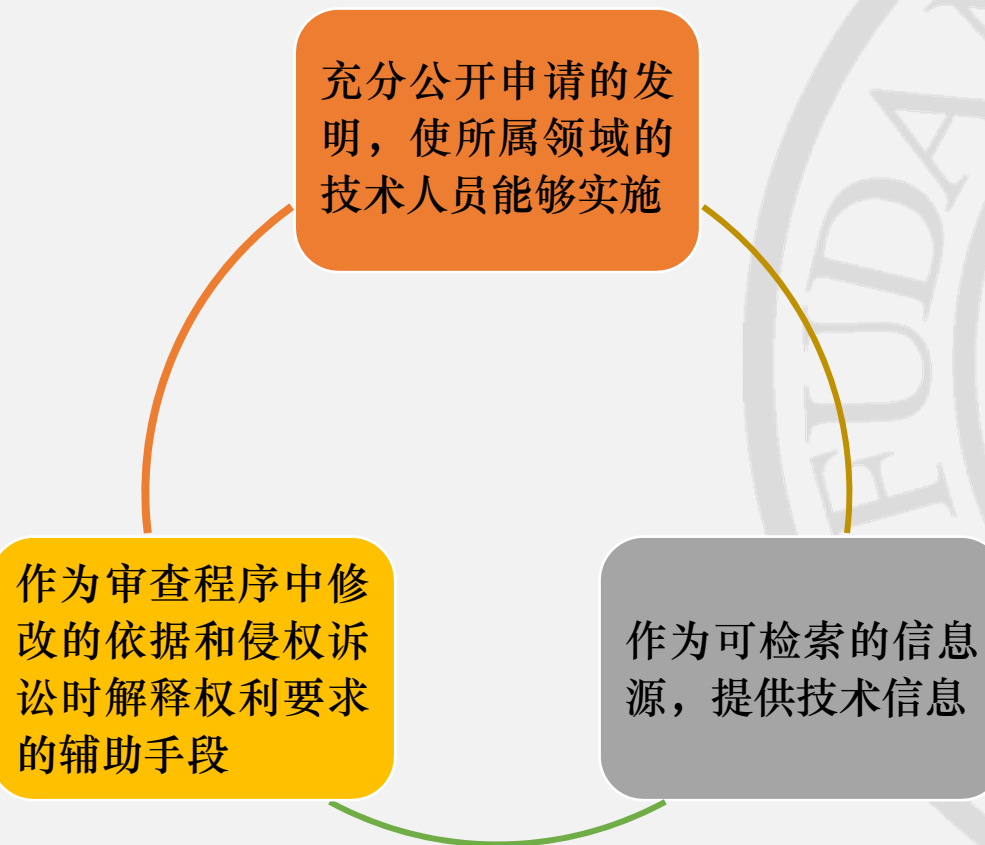 充分公开申请的发
明，使所属领域的
技术人员能够实施
作为审查程序中修
改的依据和侵权诉
讼时解释权利要求
的辅助手段
作为可检索的信息
源，提供技术信息
FUDA